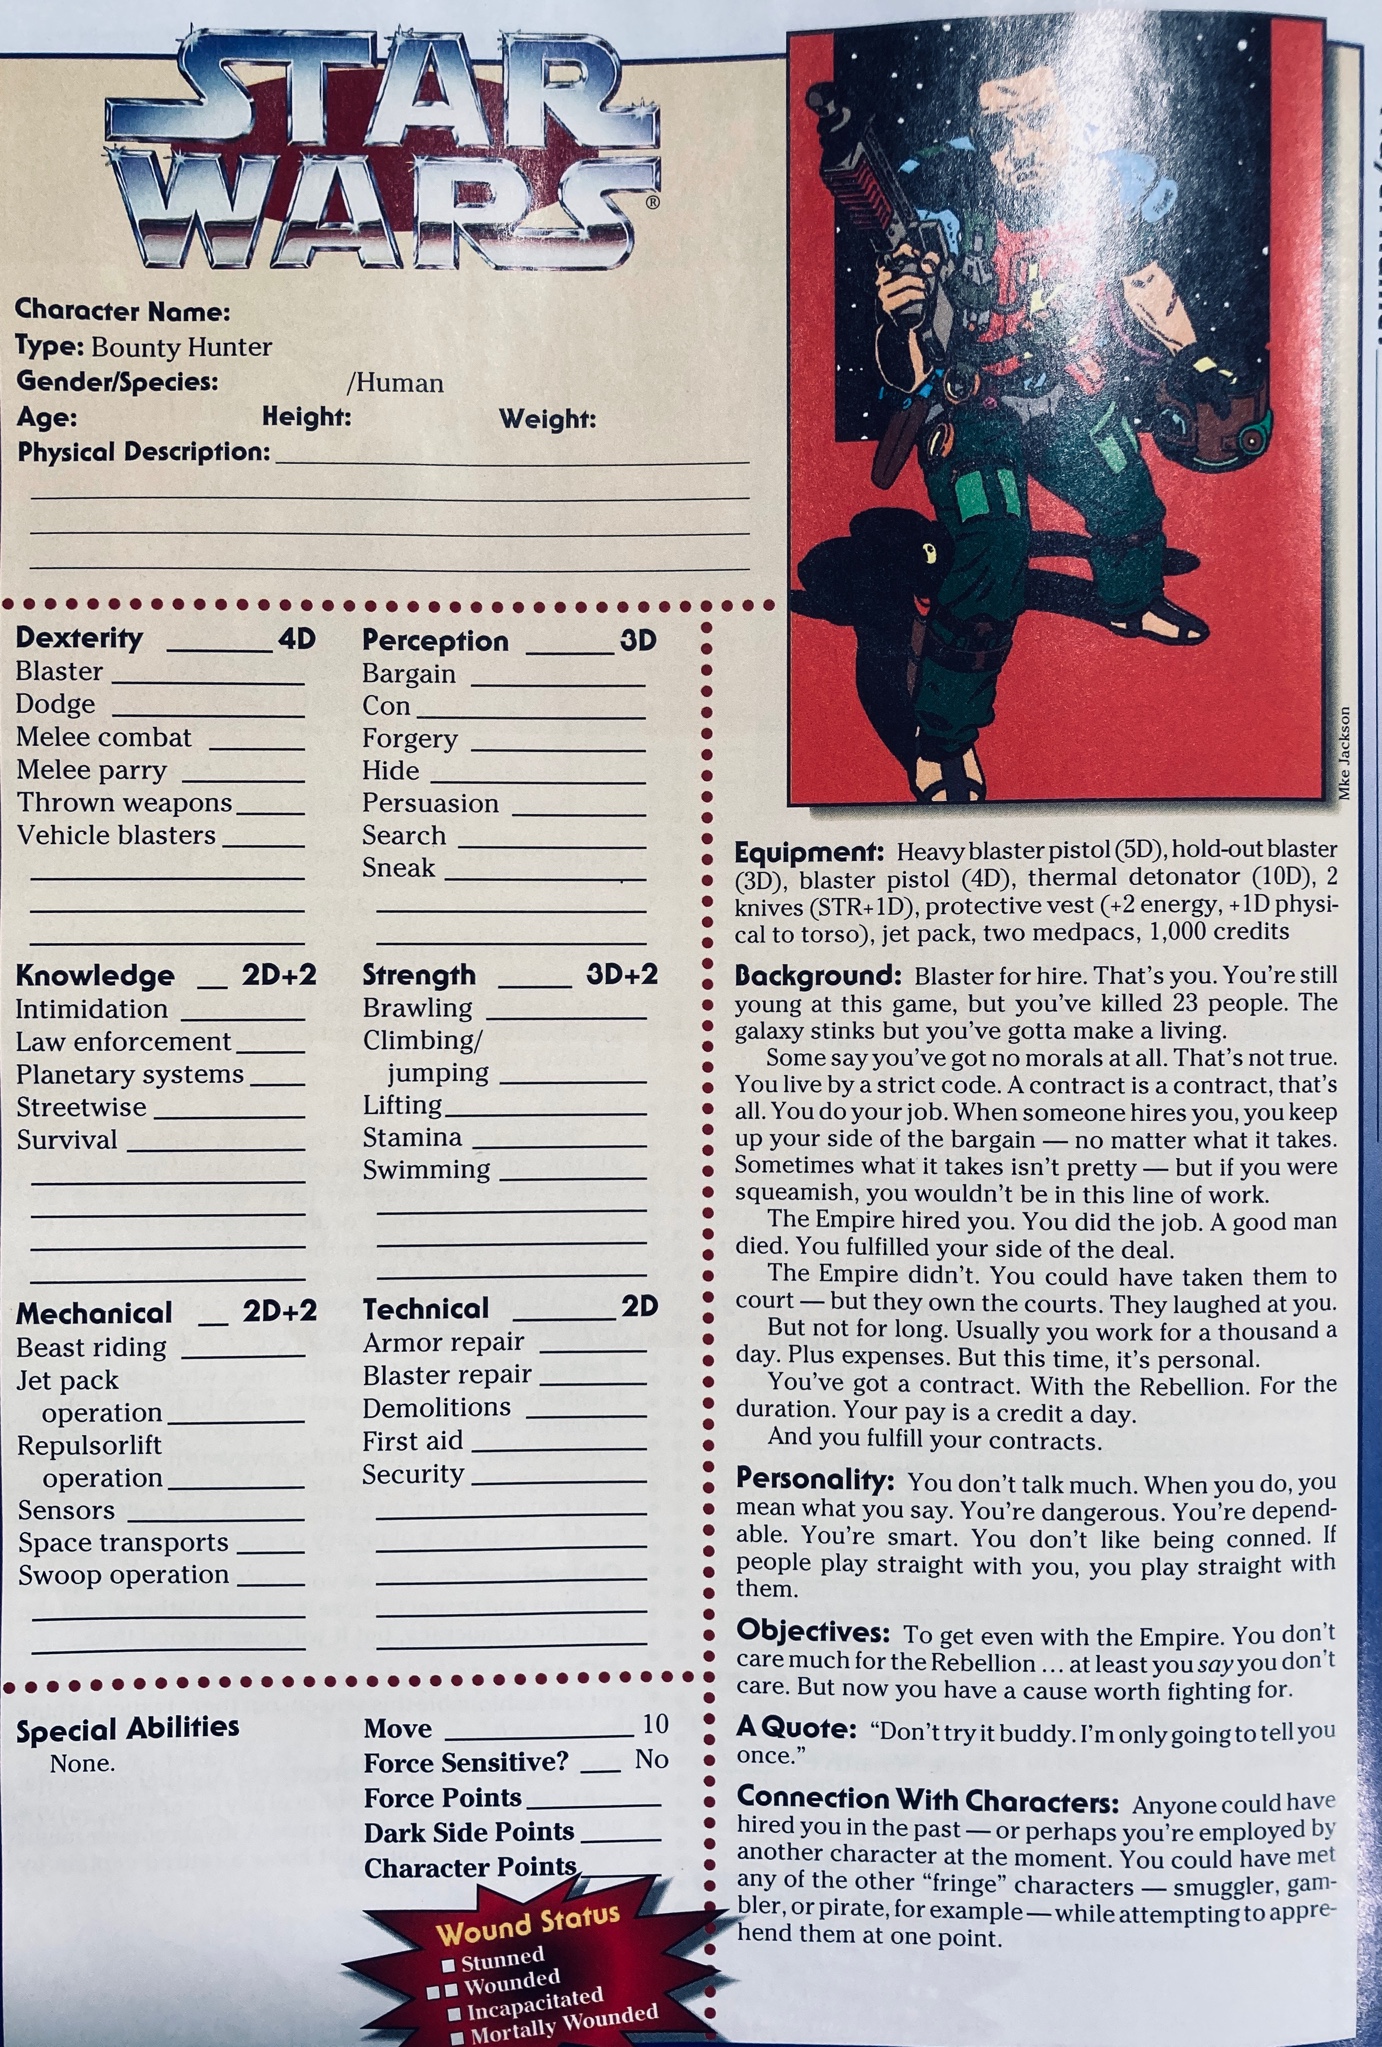 STAR
WARS®
Character Name:
Type: Bounty Hunter
Gender/Species: /Human
Age: Height: Weight:
Physical Description:
Dexterity 4D
Blaster
Dodge
Melee combat
Melee parry
Thrown weapons
Vehicle blasters
Knowledge 2D+2
Intimidation
Law enforcement
Planetary systems
Streetwise
Survival
Mechanical 2D+2
Beast riding
Jet pack
operation
Repulsorlift
operation
Sensors
Space transports
Swoop operation
Perception 3D
Bargain
Con
Forgery
Hide
Persuasion
Search
Sneak
Strength 3D+2
Brawling
Climbing/
jumping
Lifting
Stamina
Swimming
Technical 2D
Armor repair
Blaster repair
Demolitions
First aid
Security
Special Abilities
None.
Move 10
Force Sensitive? No
Force Points
Dark Side Points
Character Points
Wound Status
Stunned
Wounded
Incapacitated
Mortally Wounded
Mke Jackson
Equipment: Heavy blaster pistol (5D), hold-out blaster
(3D), blaster pistol (4D), thermal detonator (10D), 2
knives (STR+1D), protective vest (+2 energy, +1D physi-
cal to torso), jet pack, two medpacs, 1,000 credits
Background: Blaster for hire. That's you. You're still
young at this game, but you've killed 23 people. The
galaxy stinks but you've gotta make a living.
Some say you've got no morals at all. That's not true.
You live by a strict code. A contract is a contract, that's
all. You do your job. When someone hires you, you keep
up your side of the bargain — no matter what it takes.
Sometimes what it takes isn't pretty — but if you were
squeamish, you wouldn't be in this line of work.
The Empire hired you. You did the job. A good man
died. You fulfilled your side of the deal.
The Empire didn't. You could have taken them to
court — but they own the courts. They laughed at you.
But not for long. Usually you work for a thousand a
day. Plus expenses. But this time, it's personal.
You've got a contract. With the Rebellion. For the
duration. Your pay is a credit a day.
And you fulfill your contracts.
Personality: You don't talk much. When you do, you
mean what you say. You're dangerous. You're depend-
able. You're smart. You don't like being conned. If
people play straight with you, you play straight with
them.
Objectives: To get even with the Empire. You don't
care much for the Rebellion ... at least you say you don't
care. But now you have a cause worth fighting for.
A Quote: "Don't try it buddy. I'm only going to tell you
once."
Connection With Characters: Anyone could have
hired you in the past — or perhaps you're employed by
another character at the moment. You could have met
any of the other "fringe" characters — smuggler, gam-
bler, or pirate, for example — while attempting to appre-
hend them at one point.